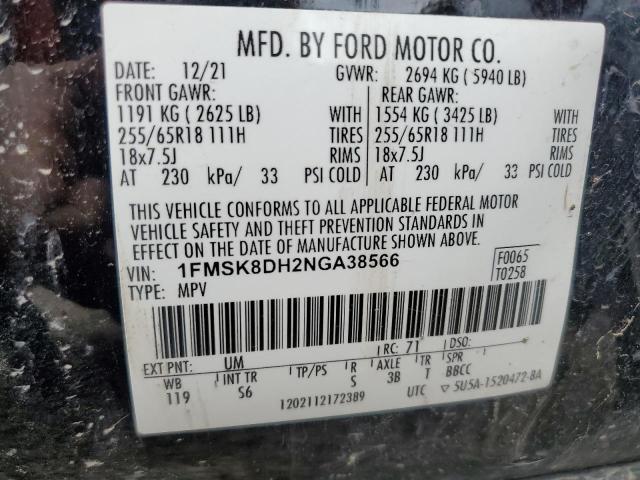 MFD. BY FORD MOTOR CO.
DATE: 12/21 GVWR: 2694 KG ( 5940 LB)
FRONT GAWR: REAR GAWR:
1191 KG ( 2625 LB) WITH 1554 KG ( 3425 LB) WITH
255/65R18 111H TIRES 255/65R18 111H TIRES
18x7.5J RIMS 18x7.5J RIMS
AT 230 kPa/ 33 PSI COLD AT 230 kPa/ 33 PSI COLD
THIS VEHICLE CONFORMS TO ALL APPLICABLE FEDERAL MOTOR
VEHICLE SAFETY AND THEFT PREVENTION STANDARDS IN
EFFECT ON THE DATE OF MANUFACTURE SHOWN ABOVE.
VIN: 1FMSK8DH2NGA38566 F0065
TYPE: MPV T0258
EXT PNT: UM RC: 71 DSO:
WB INT TR TP/PS R AXLE TR SPR
119 S6 S 3B T BBCC
1202112172389 UTC ▽ 5U5A-1520472-BA